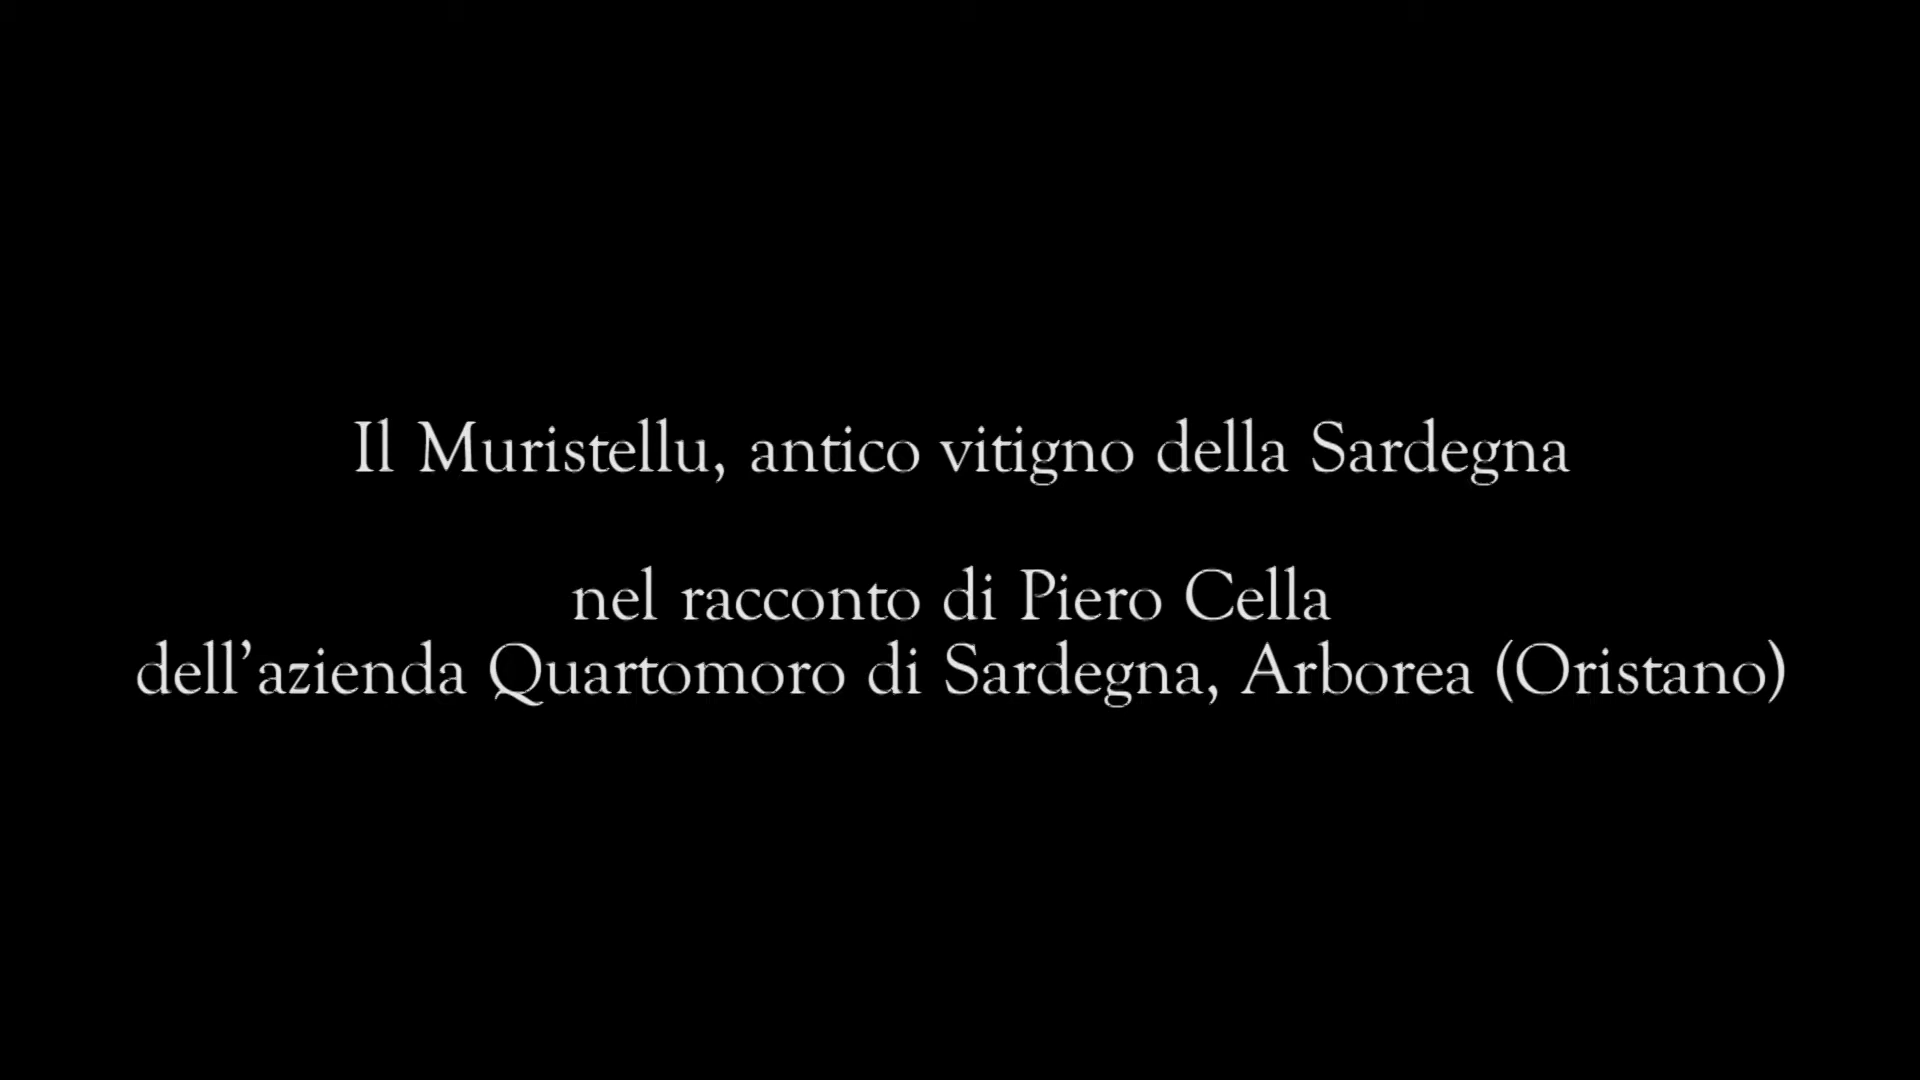 Il Muristellu, antico vitigno della Sardegna
nel racconto di Piero Cella
dell’azienda Quartomoro di Sardegna, Arborea (Oristano)